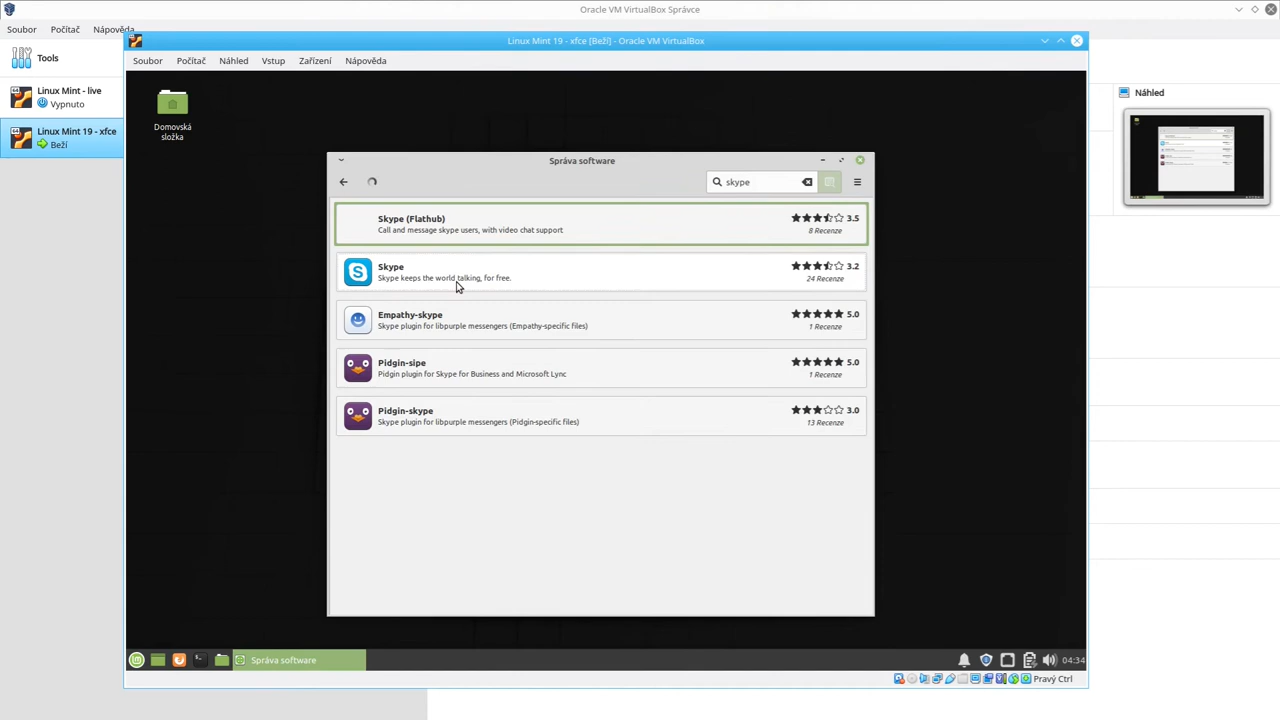 Oracle VM VirtualBox Správce
Soubor Počítač Nápověda
Tools
Linux Mint - live
Vypnuto
Linux Mint 19 - xfce
Beží
Náhled
Linux Mint 19 - xfce [Beží] - Oracle VM VirtualBox
Soubor Počítač Náhled Vstup Zařízení Nápověda
Domovská
složka
Správa software
skype
Skype (Flathub)
Call and message skype users, with video chat support
3.5
8 Recenze
Skype
Skype keeps the world talking, for free.
3.2
24 Recenze
Empathy-skype
Skype plugin for libpurple messengers (Empathy-specific files)
5.0
1 Recenze
Pidgin-sipe
Pidgin plugin for Skype for Business and Microsoft Lync
5.0
1 Recenze
Pidgin-skype
Skype plugin for libpurple messengers (Pidgin-specific files)
3.0
13 Recenze
Správa software
04:34
Pravý Ctrl